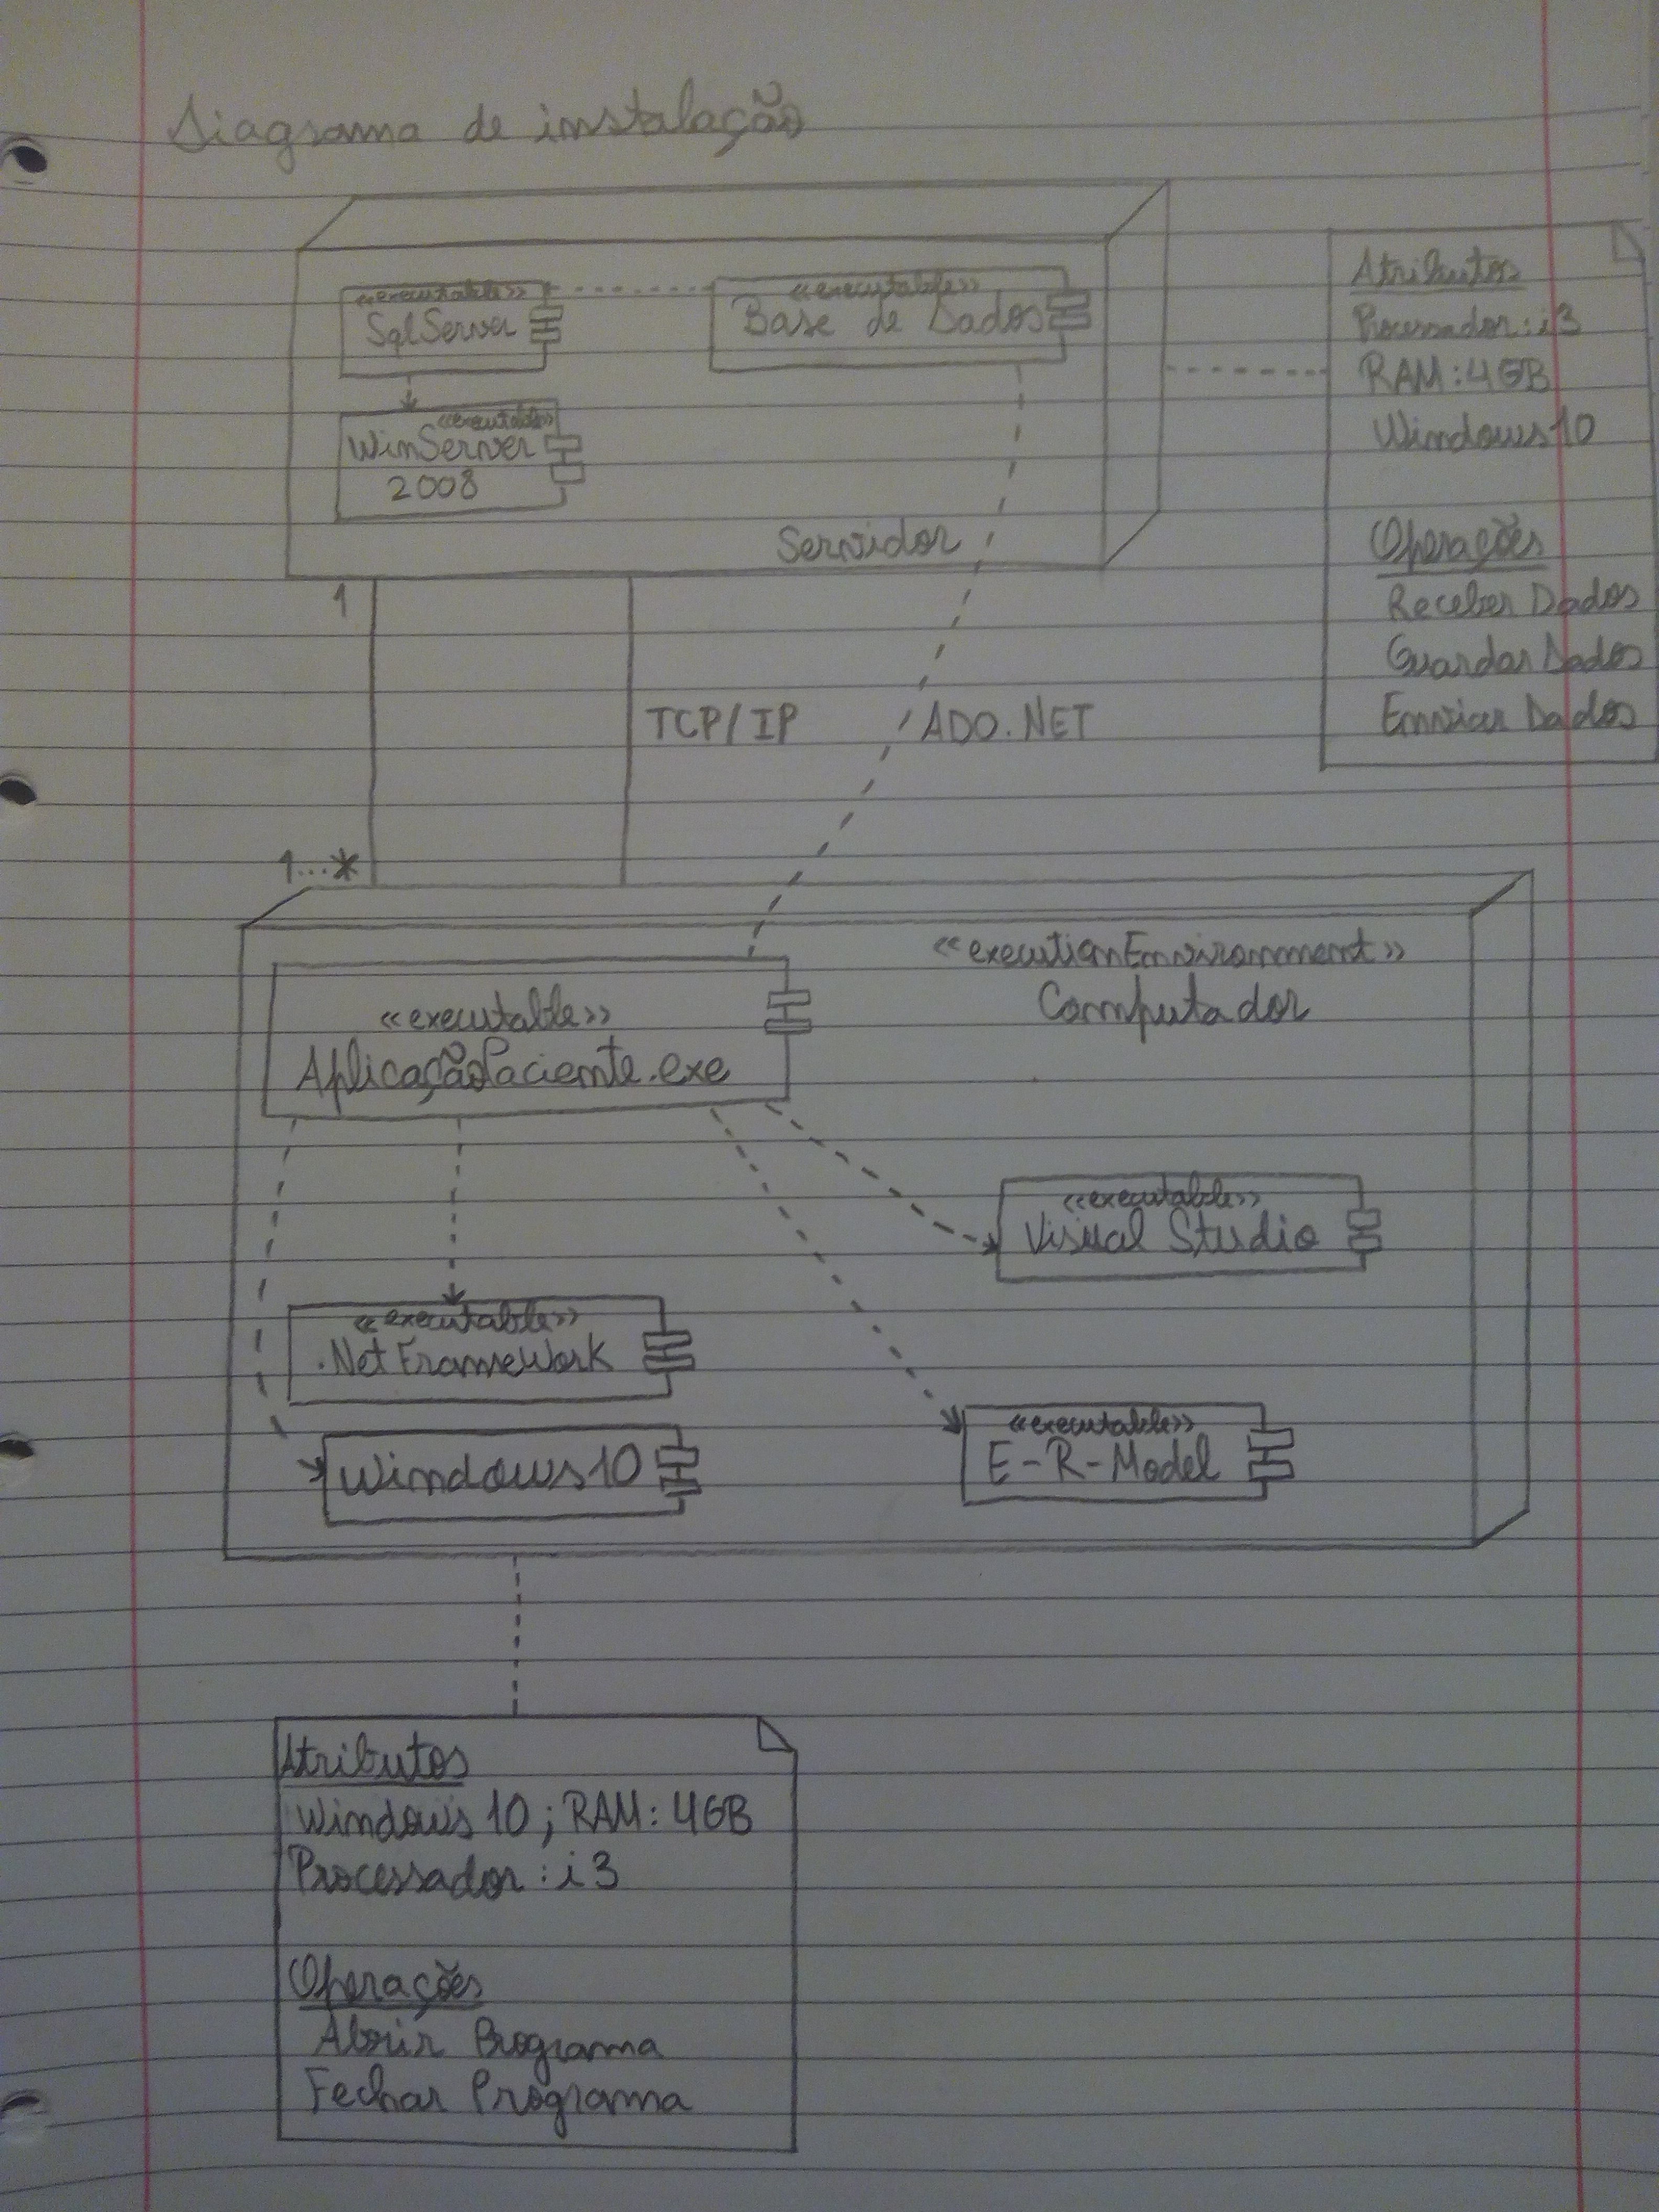 Diagrama de instalação
<<executable>>
SqlServer
<<executable>>
Base de Dados
<<executable>>
WinServer
2008
Servidor
Atributos
Processador: i3
RAM: 4GB
Windows10
Operações
Receber Dados
Guardar Dados
Enviar Dados
1
TCP/IP
ADO.NET
1...*
<<executionEnvironment>>
Computador
<<executable>>
AplicaçãoPaciente.exe
<<executable>>
Visual Studio
<<executable>>
.NetFrameWork
<<executable>>
E-R-Model
Windows10
Atributos
Windows 10; RAM: 4GB
Processador: i3
Operações
Abrir Programa
Fechar Programa